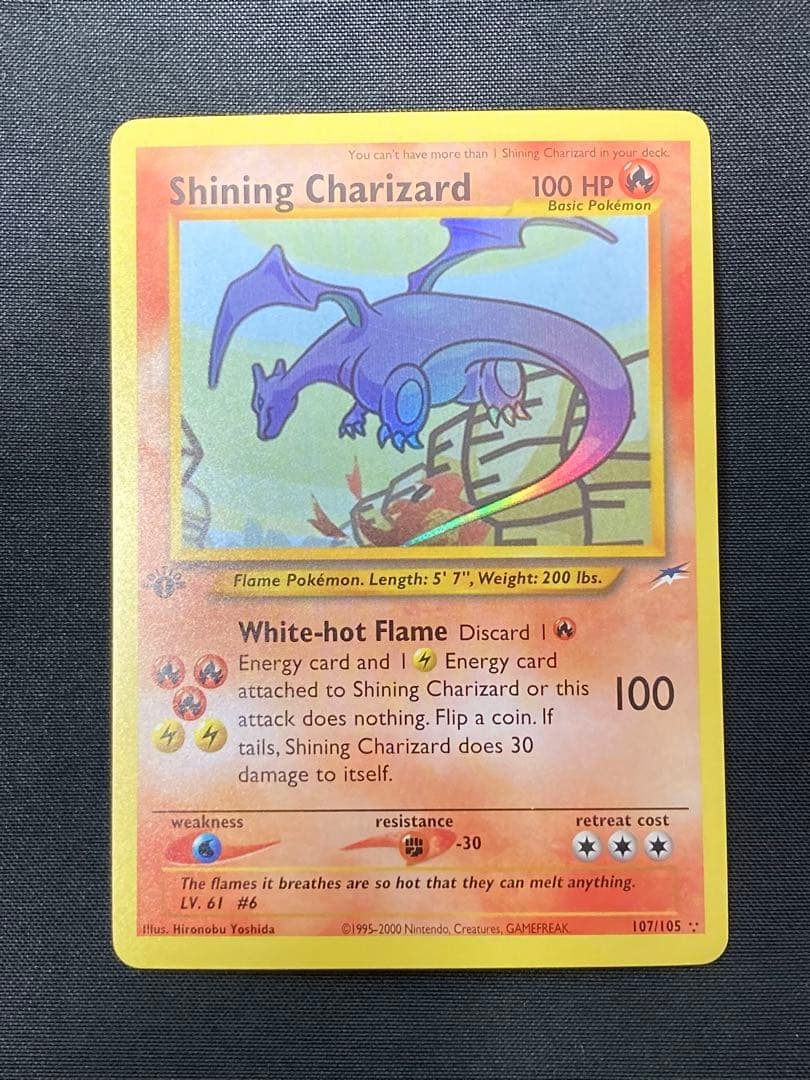 You can't have more than 1 Shining Charizard in your deck.
Shining Charizard 100 HP
Basic Pokémon
Flame Pokémon. Length: 5' 7", Weight: 200 lbs.
EDITION
1
White-hot Flame Discard 1
Energy card and 1 Energy card
attached to Shining Charizard or this
attack does nothing. Flip a coin. If
tails, Shining Charizard does 30
damage to itself.
100
weakness resistance retreat cost
-30
The flames it breathes are so hot that they can melt anything.
LV. 61 #6
Illus. Hironobu Yoshida ©1995-2000 Nintendo, Creatures, GAMEFREAK. 107/105